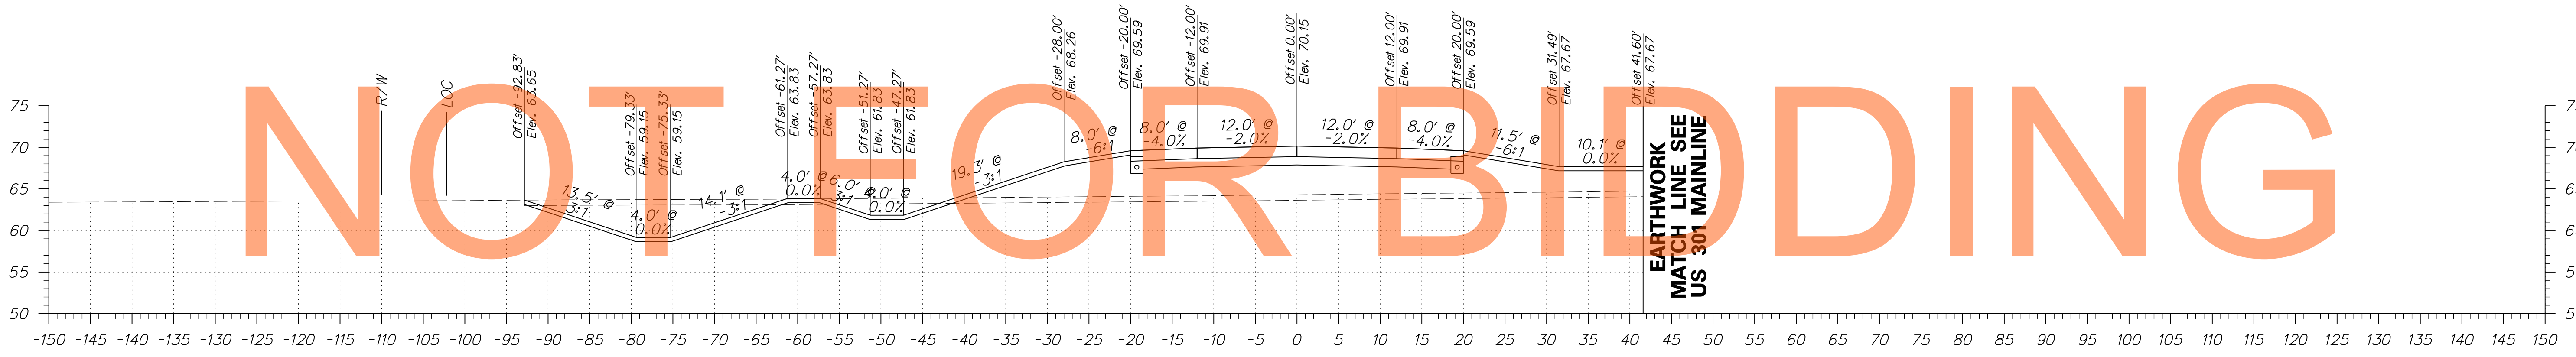 Offset -92.83'
Elev. 63.65
Offset -79.33'
Elev. 59.15
Offset -75.33'
Elev. 59.15
Offset -61.27'
Elev. 63.83
Offset -57.27'
Elev. 63.83
Offset -51.27'
Elev. 61.83
Offset -47.27'
Elev. 61.83
Offset -28.00'
Elev. 68.26
Offset -20.00'
Elev. 69.59
Offset -12.00'
Elev. 69.91
Offset 0.00'
Elev. 70.15
Offset 12.00'
Elev. 69.91
Offset 20.00'
Elev. 69.59
Offset 31.49'
Elev. 67.67
Offset 41.60'
Elev. 67.67
R/W
LOC
NOT FOR BIDDING
13.5' @
3:1
4.0' @
0.0%
14.1' @
-3:1
4.0' @
0.0%
6.0' @
3:1
4.0' @
0.0%
19.3' @
-3:1
8.0' @
-6:1
8.0' @
-4.0%
12.0' @
-2.0%
12.0' @
-2.0%
8.0' @
-4.0%
11.5' @
-6:1
10.1' @
0.0%
EARTHWORK
MATCH LINE SEE
US 301 MAINLINE
75
70
65
60
55
50
-150 -145 -140 -135 -130 -125 -120 -115 -110 -105 -100 -95 -90 -85 -80 -75 -70 -65 -60 -55 -50 -45 -40 -35 -30 -25 -20 -15 -10 -5 0 5 10 15 20 25 30 35 40 45 50 55 60 65 70 75 80 85 90 95 100 105 110 115 120 125 130 135 140 145 150